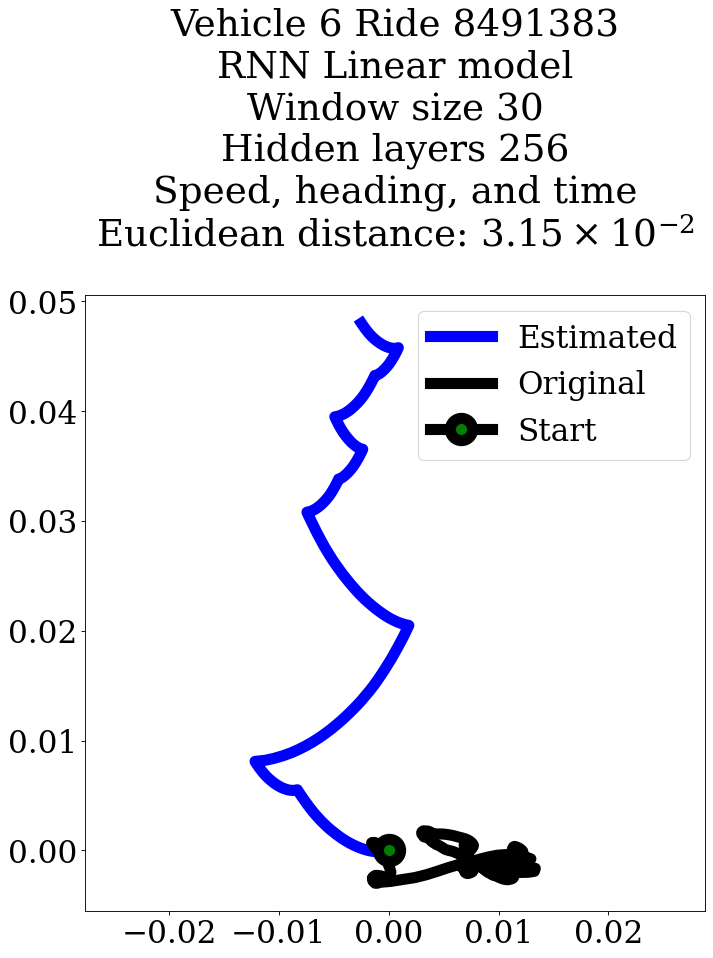 Vehicle 6 Ride 8491383
RNN Linear model
Window size 30
Hidden layers 256
Speed, heading, and time
Euclidean distance: 3.15 × 10⁻²
Estimated
Original
Start
0.05
0.04
0.03
0.02
0.01
0.00
−0.02 −0.01 0.00 0.01 0.02